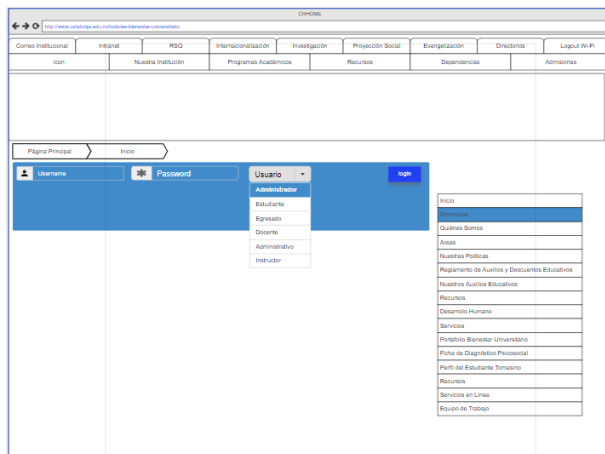 CHHOME
http://www.ustatunja.edu.co/noticias-bienestar-universitario
Correo Institucional Intranet RSQ Internacionalización Investigación Proyección Social Evangelización Directorios Logout Wi-Fi
icon Nuestra Institución Programas Académicos Recursos Dependencias Admisiones
Página Principal Inicio
Username Password Usuario login
Administrador
Estudiante
Egresado
Docente
Administrativo
Instructor
Inicio
Gimnasio
Quiénes Somos
Áreas
Nuestras Políticas
Reglamento de Auxilios y Descuentos Educativos
Nuestros Auxilios Educativos
Recursos
Desarrollo Humano
Servicios
Portafolio Bienestar Universitario
Ficha de Diagnóstico Psicosocial
Perfil del Estudiante Tomasino
Recursos
Servicios en Línea
Equipo de Trabajo